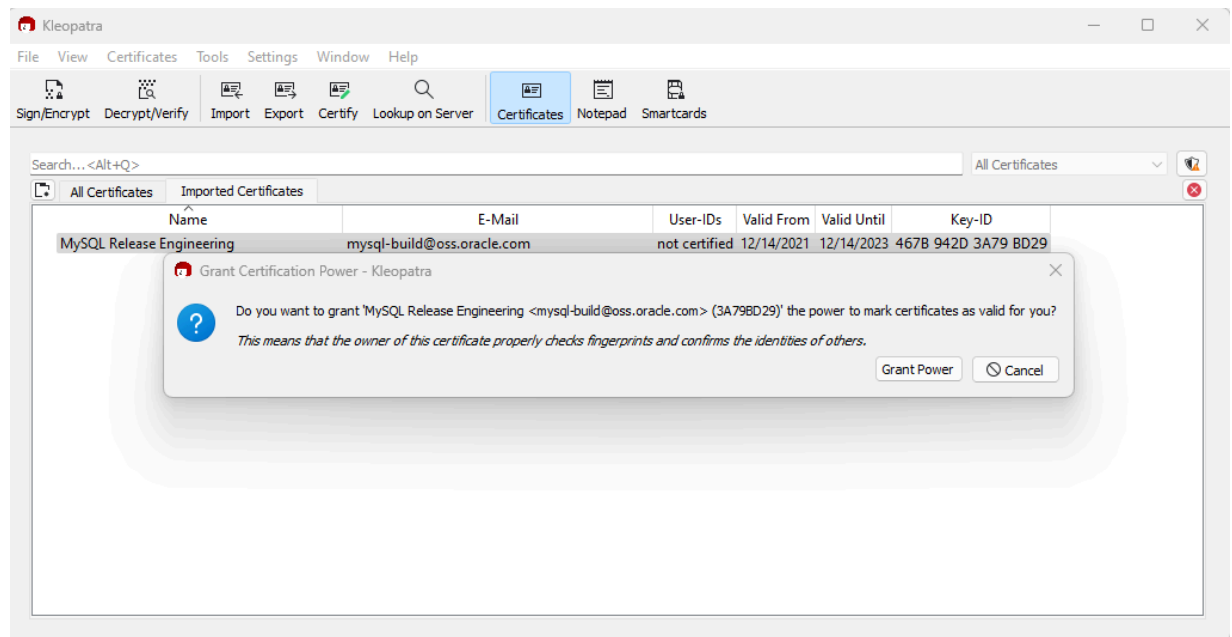 Kleopatra
File View Certificates Tools Settings Window Help
Sign/Encrypt Decrypt/Verify Import Export Certify Lookup on Server Certificates Notepad Smartcards
Search...<Alt+Q> All Certificates
All Certificates Imported Certificates
Name E-Mail User-IDs Valid From Valid Until Key-ID
MySQL Release Engineering mysql-build@oss.oracle.com not certified 12/14/2021 12/14/2023 467B 942D 3A79 BD29
Grant Certification Power - Kleopatra
Do you want to grant 'MySQL Release Engineering <mysql-build@oss.oracle.com> (3A79BD29)' the power to mark certificates as valid for you?
This means that the owner of this certificate properly checks fingerprints and confirms the identities of others.
Grant Power Cancel